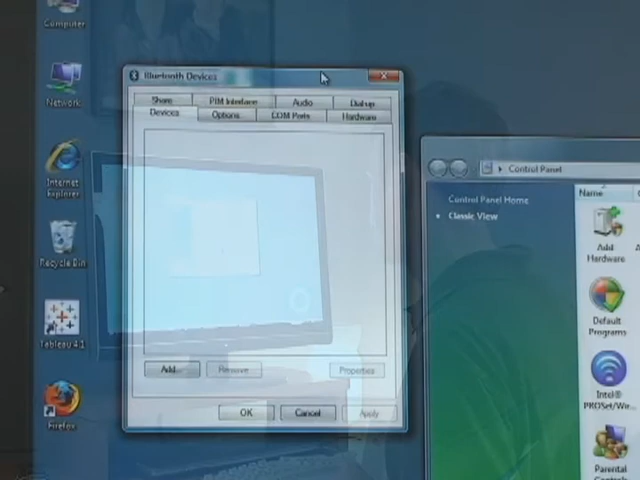 Computer
Network
Internet
Explorer
Recycle Bin
Tableau 4.1
Firefox
Bluetooth Devices
Share
PIM Interface
Audio
Dial-up
Devices
Options
COM Ports
Hardware
Add...
Remove
Properties
OK
Cancel
Apply
Control Panel
Control Panel Home
Classic View
Name
Add
Hardware
Default
Programs
Intel®
PROSet/Wire...
Parental
Controls